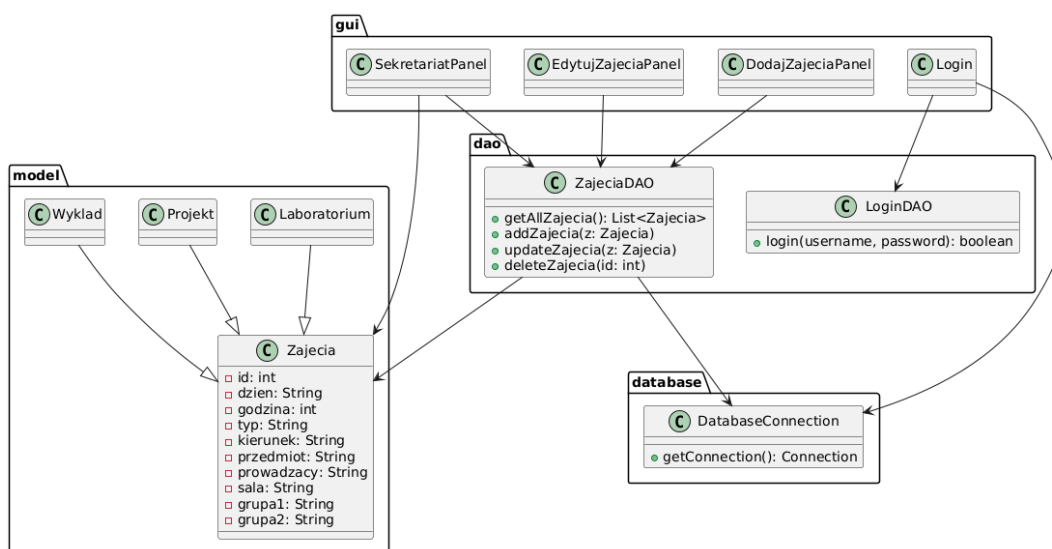 gui
C SekretariatPanel
C EdytujZajeciaPanel
C DodajZajeciaPanel
C Login
dao
C ZajeciaDAO
getAllZajecia(): List<Zajecia>
addZajecia(z: Zajecia)
updateZajecia(z: Zajecia)
deleteZajecia(id: int)
C LoginDAO
login(username, password): boolean
model
C Wyklad
C Projekt
C Laboratorium
C Zajecia
id: int
dzien: String
godzina: int
typ: String
kierunek: String
przedmiot: String
prowadzacy: String
sala: String
grupa1: String
grupa2: String
database
C DatabaseConnection
getConnection(): Connection